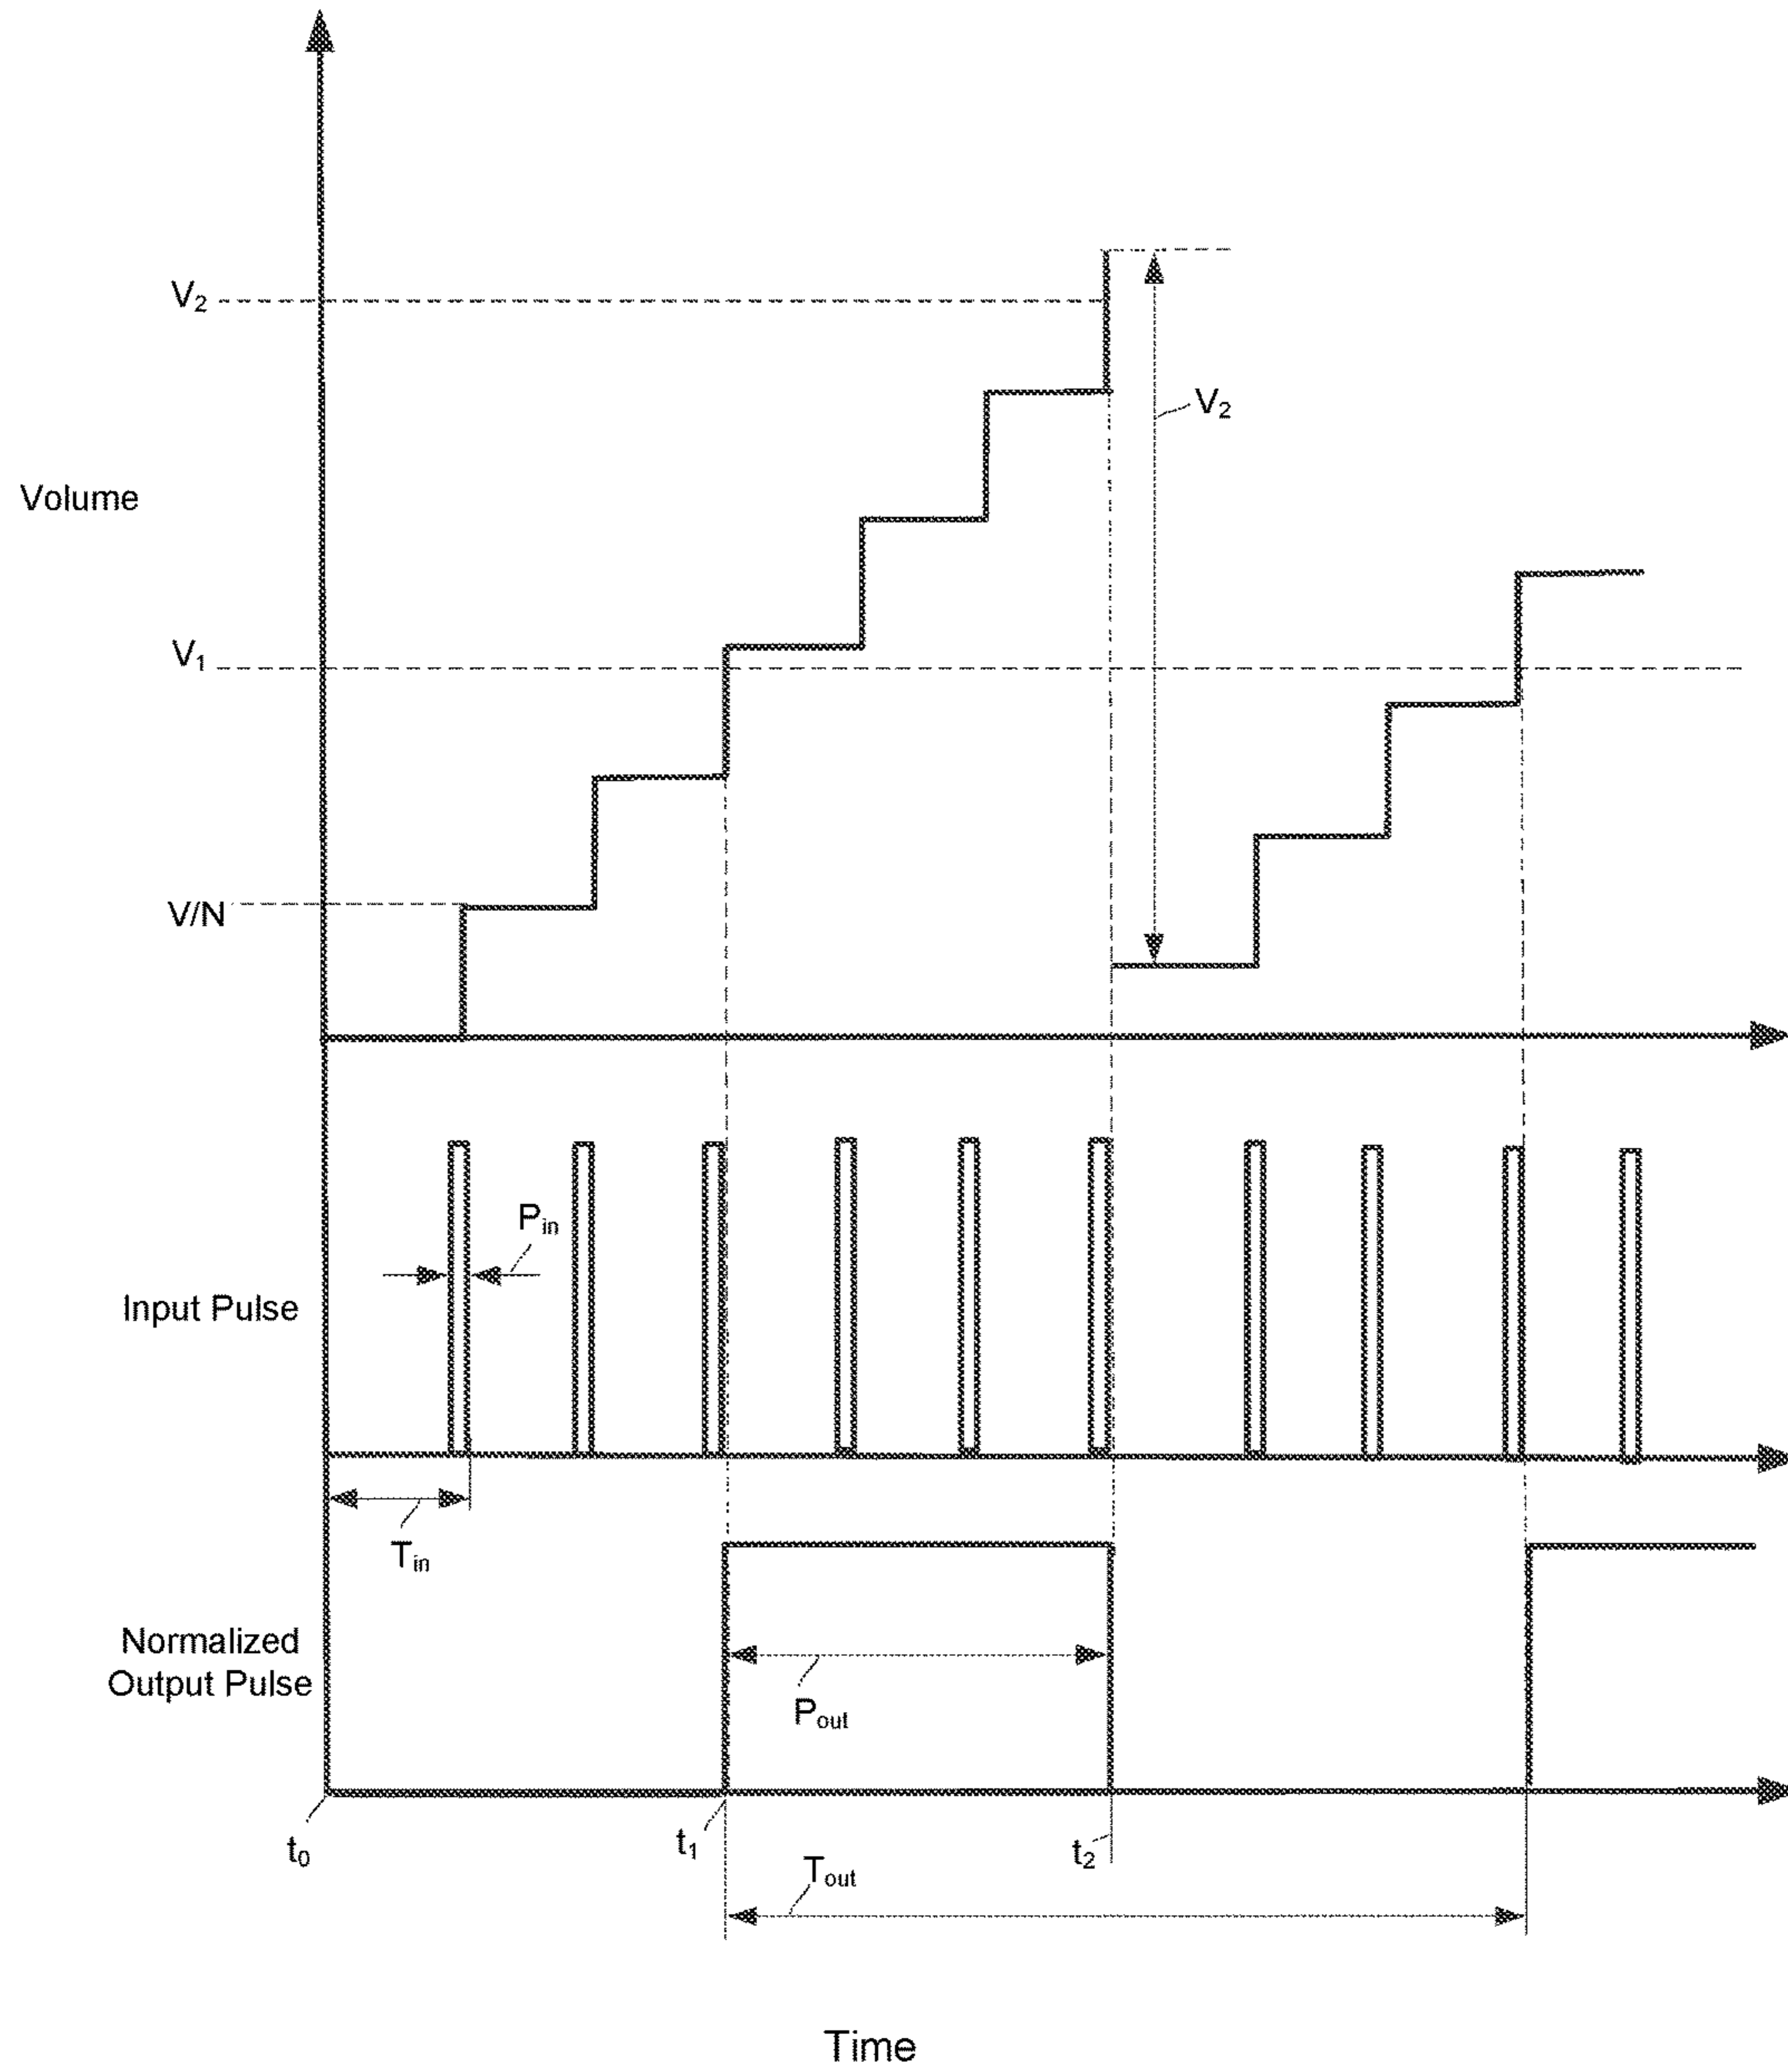 V₂
V₂
Volume
V₁
V/N
Pin
Input Pulse
Tin
Normalized
Output Pulse
Pout
t₀
t₁
t₂
Tout
Time